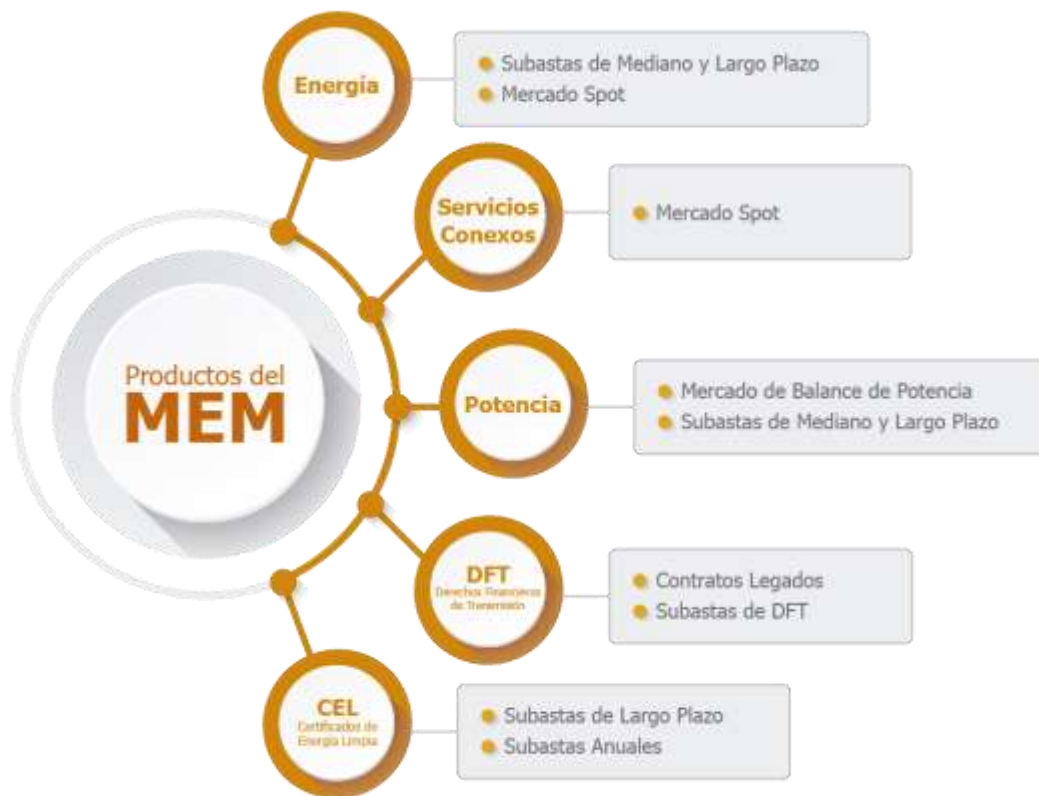 Energía
Subastas de Mediano y Largo Plazo
Mercado Spot
Servicios
Conexos
Mercado Spot
Productos del
MEM
Potencia
Mercado de Balance de Potencia
Subastas de Mediano y Largo Plazo
DFT
Derechos Financieros
de Transmisión
Contratos Legados
Subastas de DFT
CEL
Certificados de
Energía Limpia
Subastas de Largo Plazo
Subastas Anuales